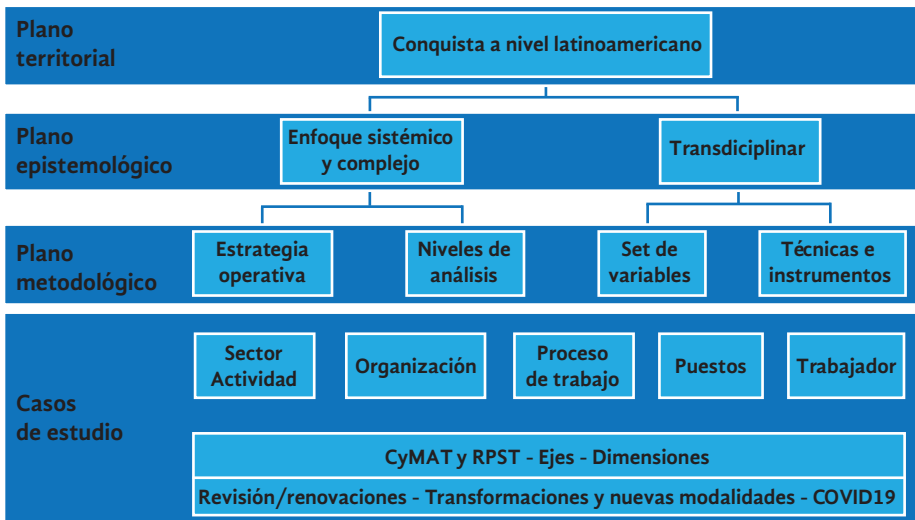 Plano
territorial
Conquista a nivel latinoamericano
Plano
epistemológico
Enfoque sistémico
y complejo
Transdiciplinar
Plano
metodológico
Estrategia
operativa
Niveles de
análisis
Set de
variables
Técnicas e
instrumentos
Casos
de estudio
Sector
Actividad
Organización
Proceso
de trabajo
Puestos
Trabajador
CyMAT y RPST - Ejes - Dimensiones
Revisión/renovaciones - Transformaciones y nuevas modalidades - COVID19